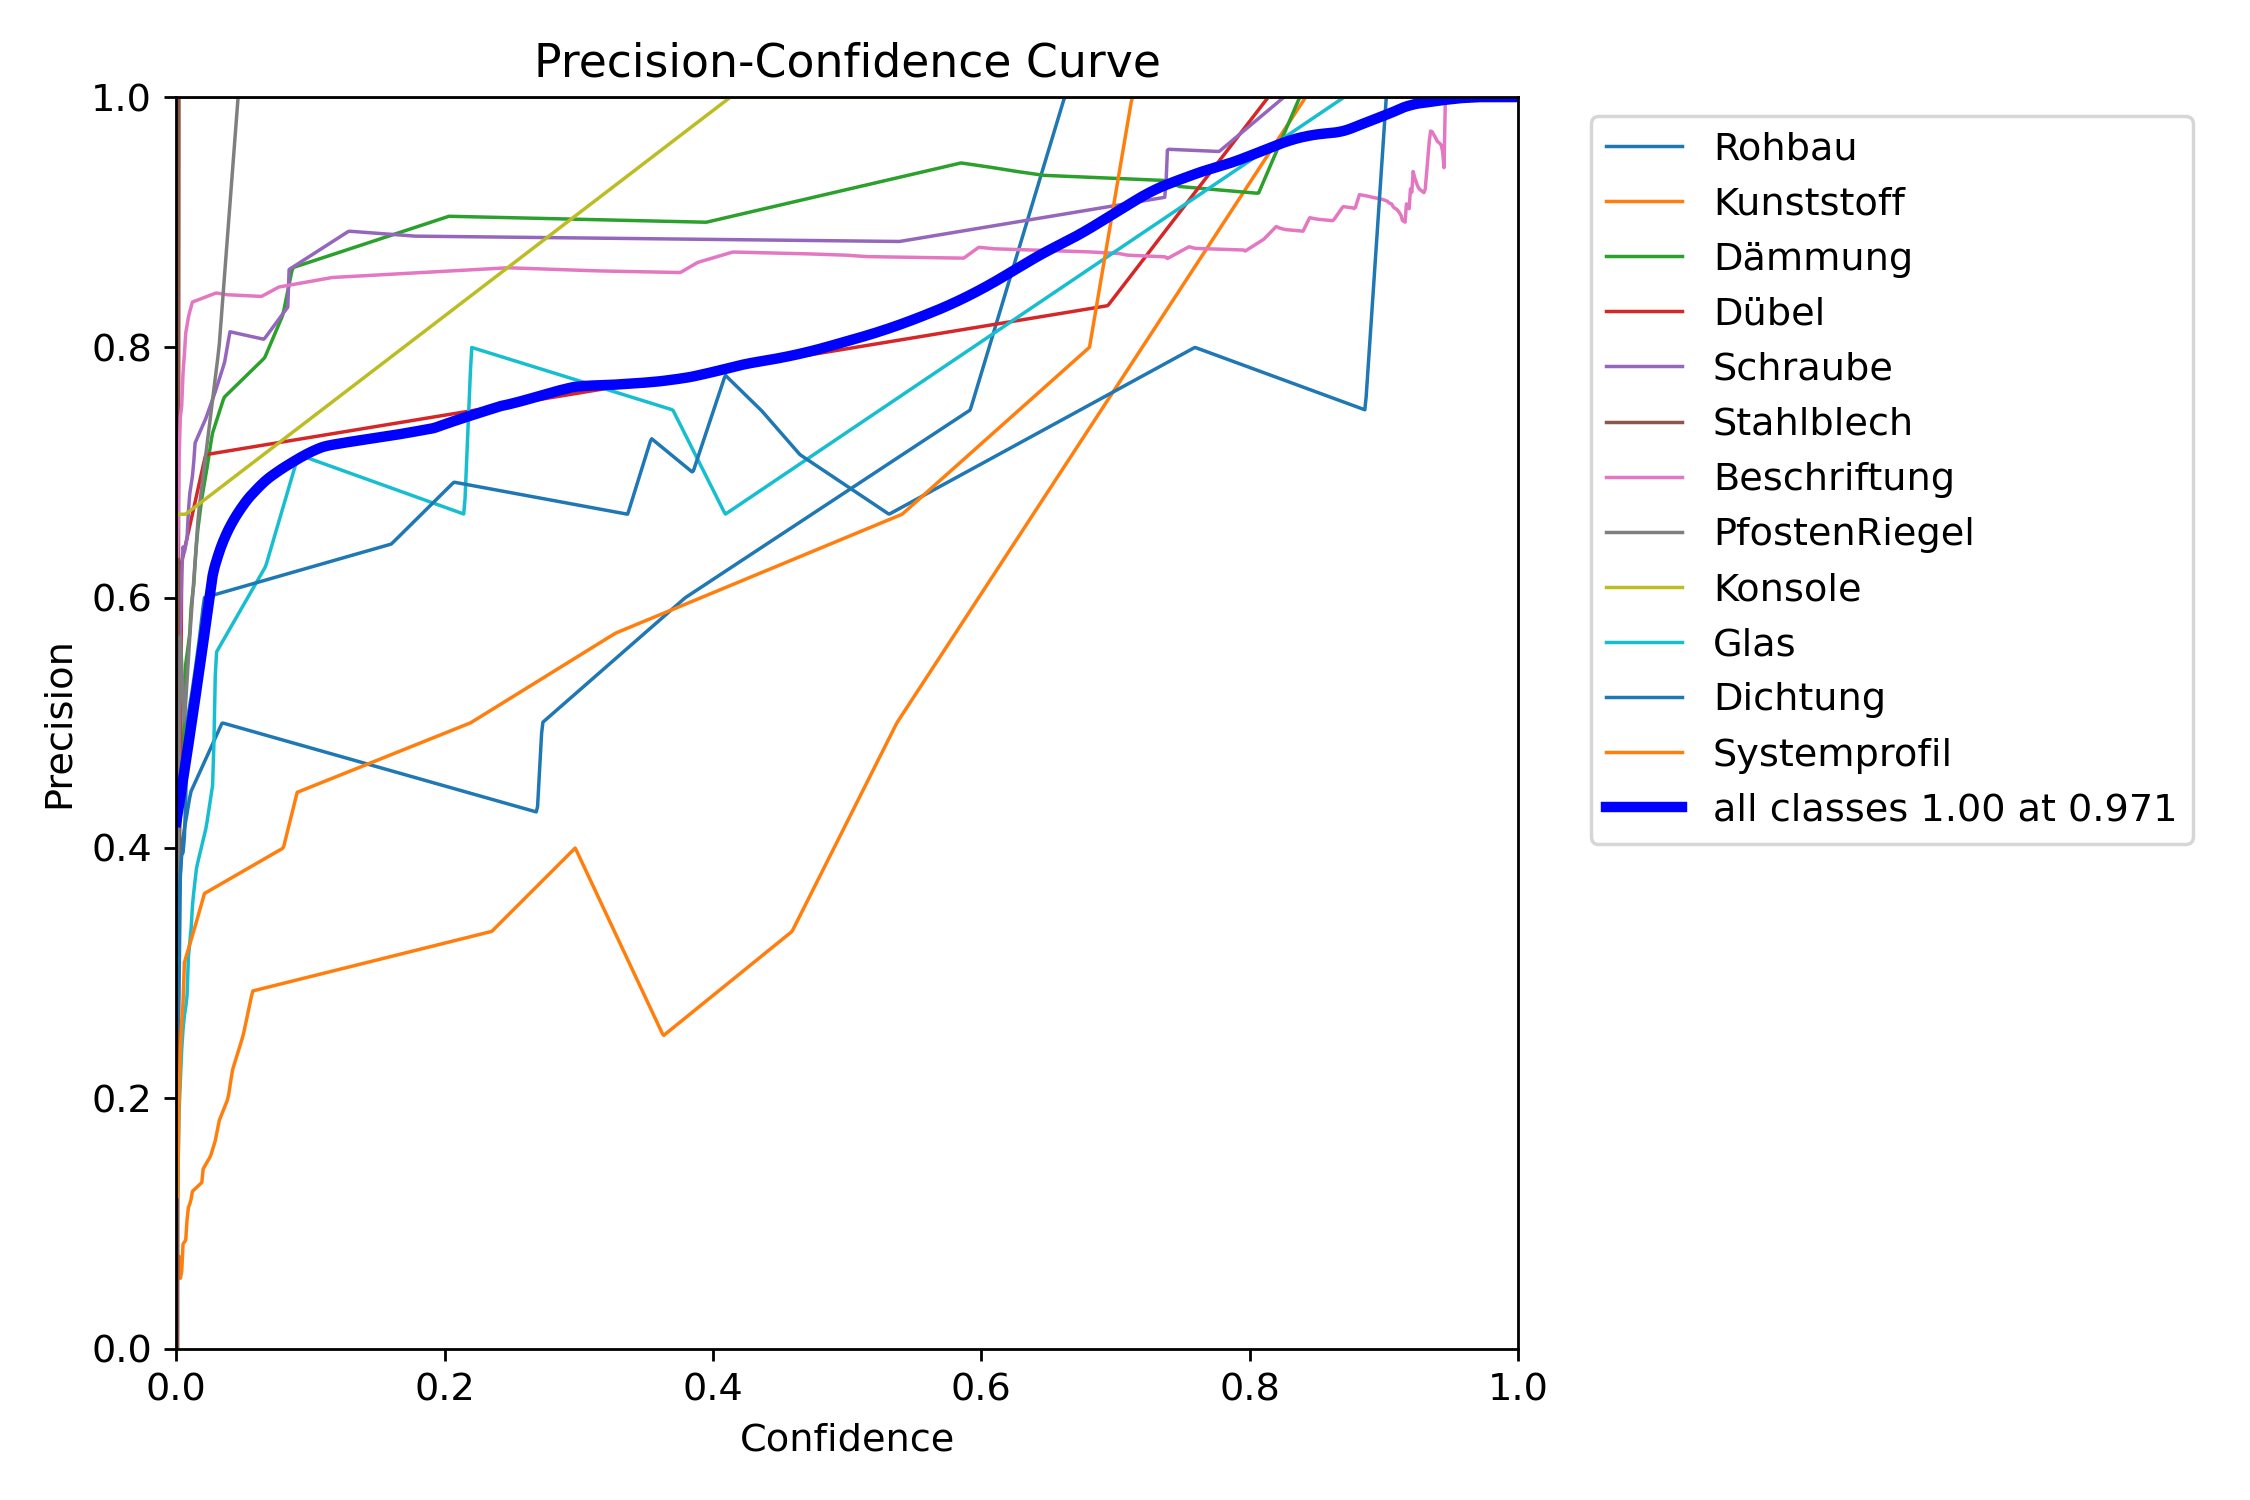 Precision-Confidence Curve
1.0
0.8
0.6
0.4
0.2
0.0
Precision
0.0 0.2 0.4 0.6 0.8 1.0
Confidence
Rohbau
Kunststoff
Dämmung
Dübel
Schraube
Stahlblech
Beschriftung
PfostenRiegel
Konsole
Glas
Dichtung
Systemprofil
all classes 1.00 at 0.971